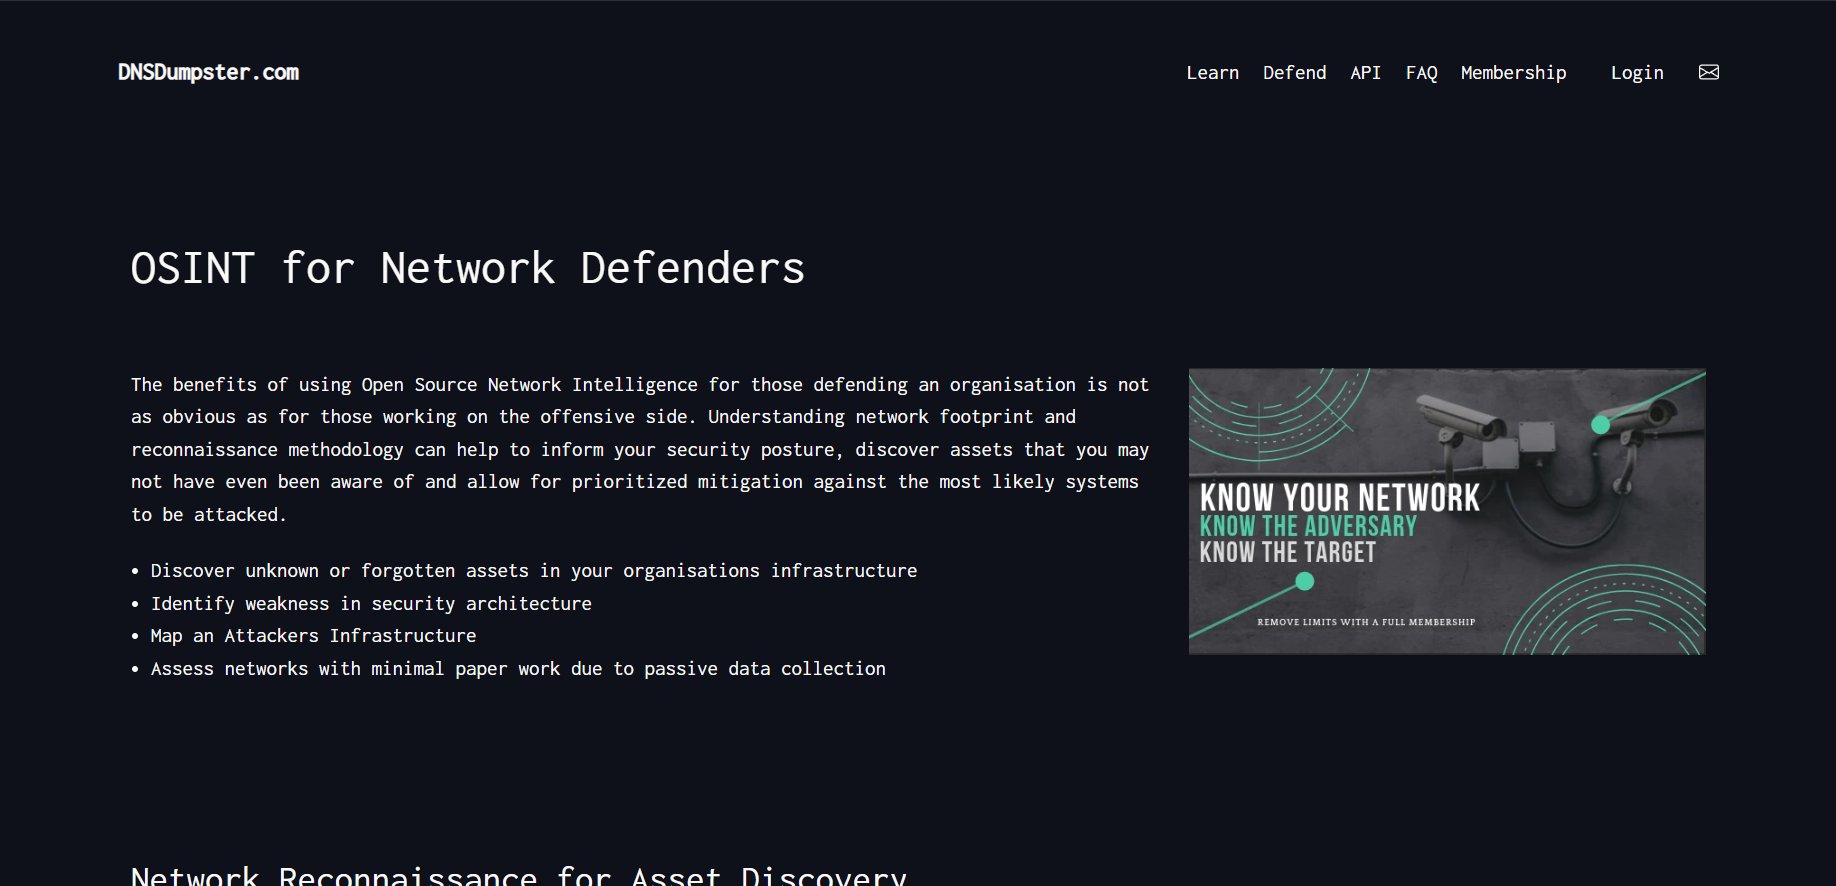 DNSDumpster.com
Learn Defend API FAQ Membership Login
OSINT for Network Defenders
The benefits of using Open Source Network Intelligence for those defending an organisation is not
as obvious as for those working on the offensive side. Understanding network footprint and
reconnaissance methodology can help to inform your security posture, discover assets that you may
not have even been aware of and allow for prioritized mitigation against the most likely systems
to be attacked.
• Discover unknown or forgotten assets in your organisations infrastructure
• Identify weakness in security architecture
• Map an Attackers Infrastructure
• Assess networks with minimal paper work due to passive data collection
KNOW YOUR NETWORK
KNOW THE ADVERSARY
KNOW THE TARGET
REMOVE LIMITS WITH A FULL MEMBERSHIP
Network Reconnaissance for Asset Discovery